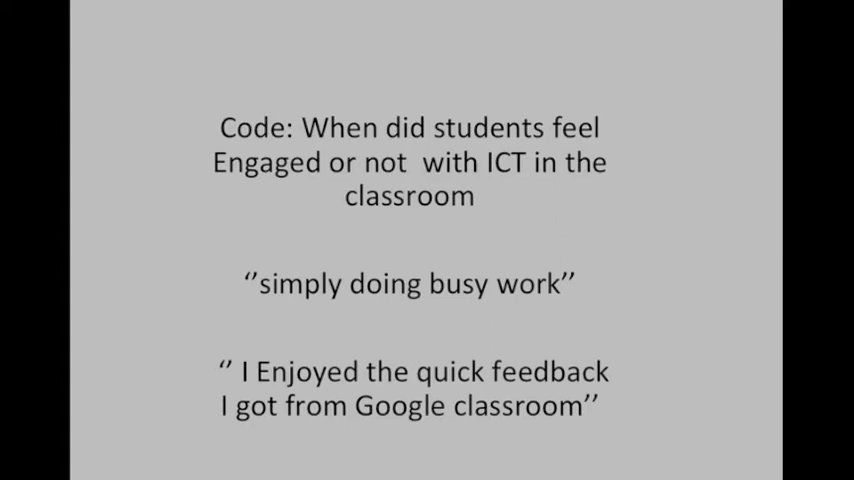 Code: When did students feel
Engaged or not  with ICT in the
classroom
‘’simply doing busy work’’
‘’ I Enjoyed the quick feedback
I got from Google classroom’’